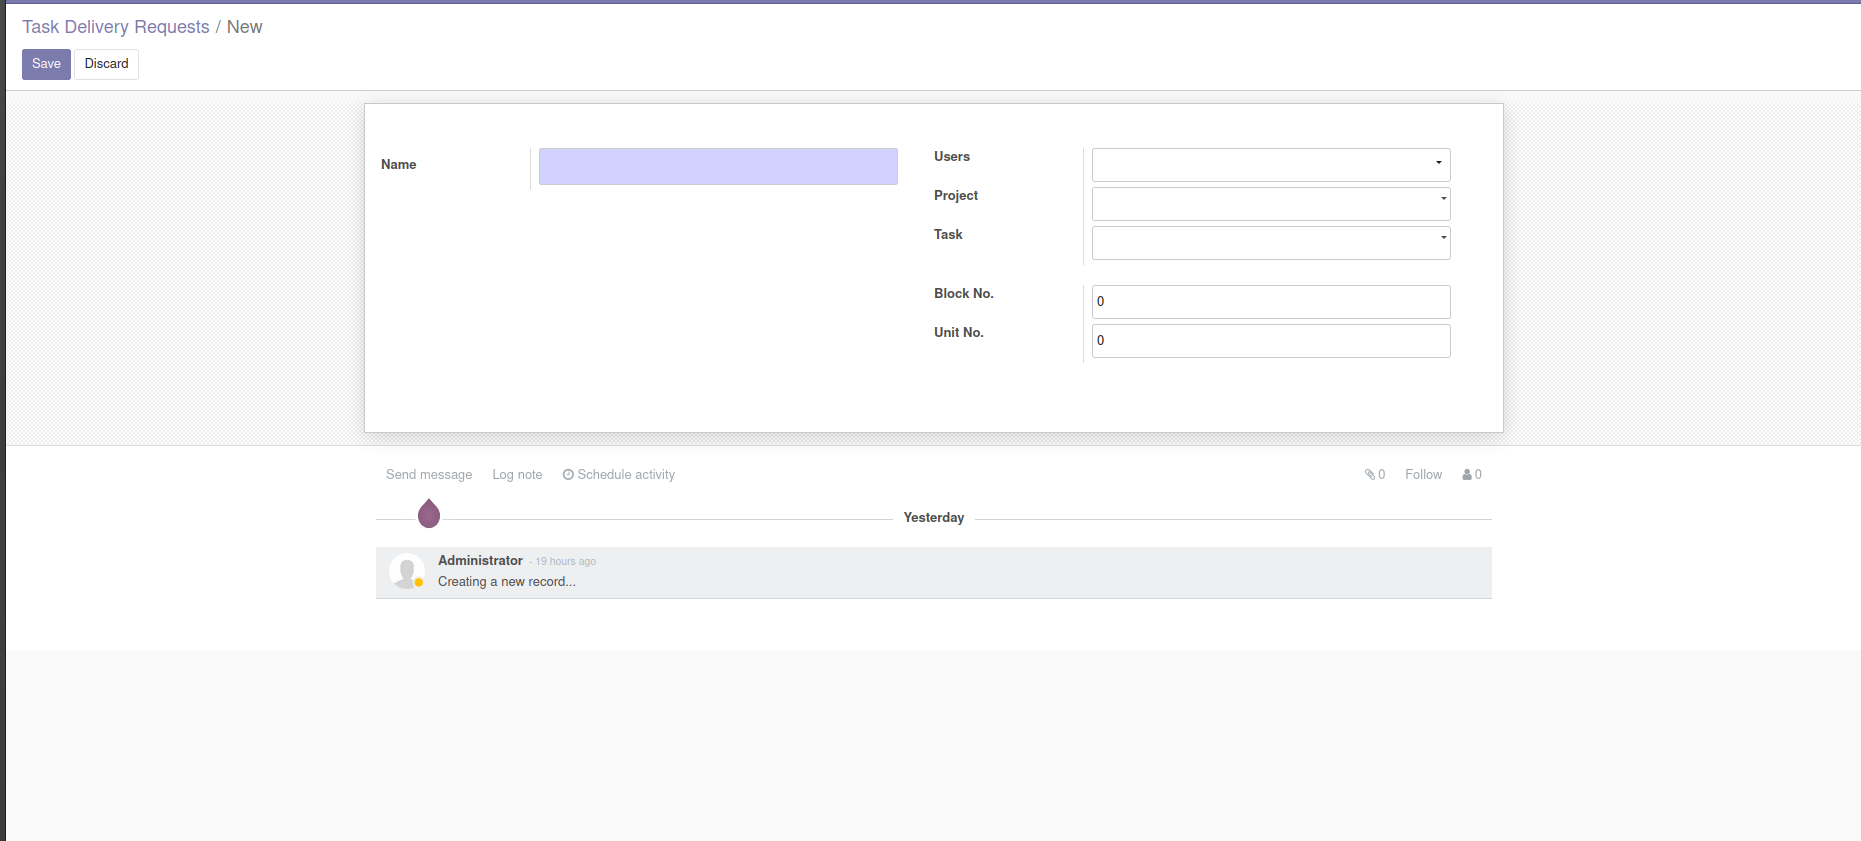 Task Delivery Requests / New
Save Discard
Name
Users
Project
Task
Block No. 0
Unit No. 0
Send message Log note Schedule activity 0 Follow 0
Yesterday
Administrator - 19 hours ago
Creating a new record...